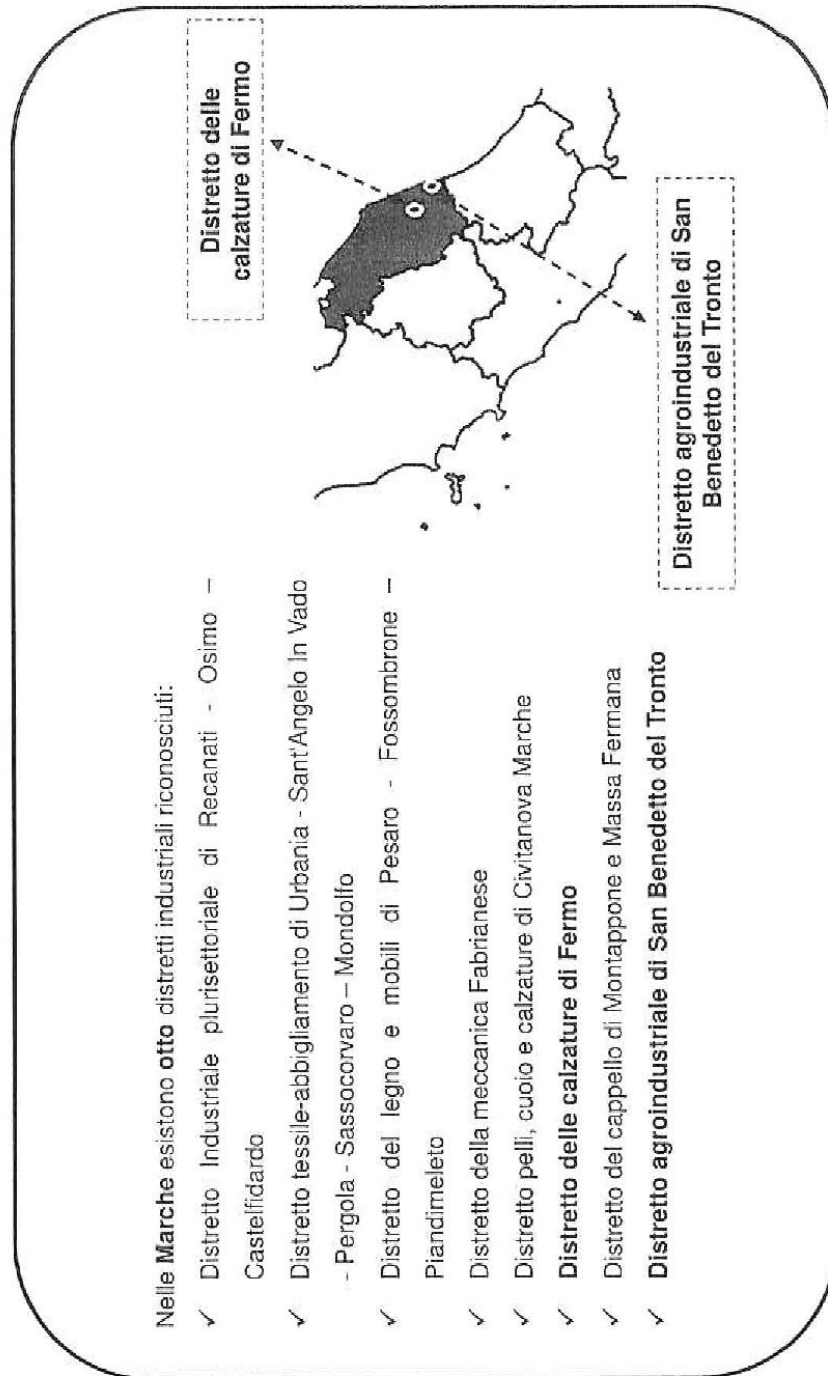 Nelle Marche esistono otto distretti industriali riconosciuti:
✓ Distretto Industriale plurisettoriale di Recanati - Osimo –
Castelfidardo
✓ Distretto tessile-abbigliamento di Urbania - Sant'Angelo In Vado
- Pergola - Sassocorvaro – Mondolfo
✓ Distretto del legno e mobili di Pesaro - Fossombrone –
Piandimeleto
✓ Distretto della meccanica Fabrianese
✓ Distretto pelli, cuoio e calzature di Civitanova Marche
✓ Distretto delle calzature di Fermo
✓ Distretto del cappello di Montappone e Massa Fermana
✓ Distretto agroindustriale di San Benedetto del Tronto
Distretto delle
calzature di Fermo
Distretto agroindustriale di San
Benedetto del Tronto